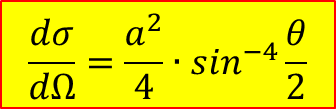 dσ/dΩ = a²/4 · sin⁻⁴ θ/2